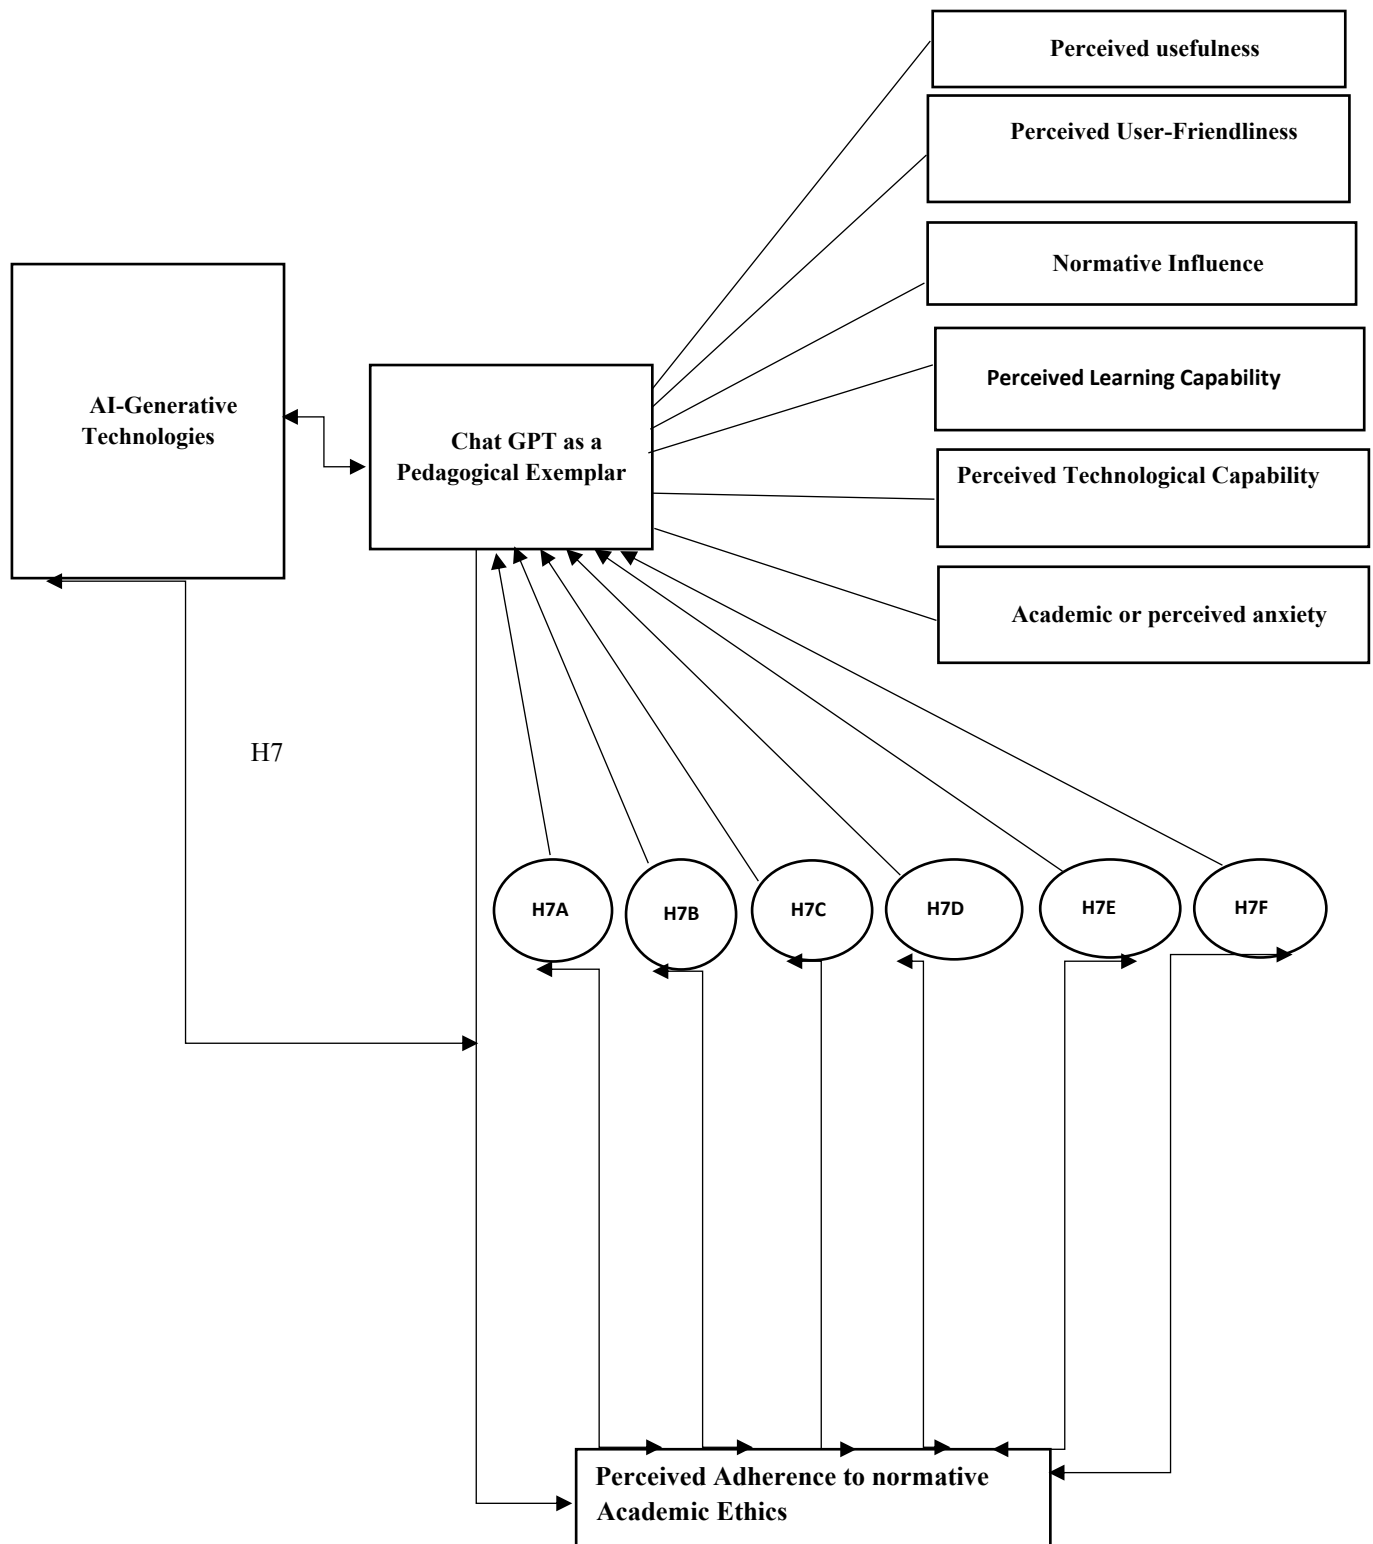 Perceived usefulness
Perceived User-Friendliness
Normative Influence
Perceived Learning Capability
Perceived Technological Capability
Academic or perceived anxiety
AI-Generative
Technologies
Chat GPT as a
Pedagogical Exemplar
H7
H7A
H7B
H7C
H7D
H7E
H7F
Perceived Adherence to normative
Academic Ethics